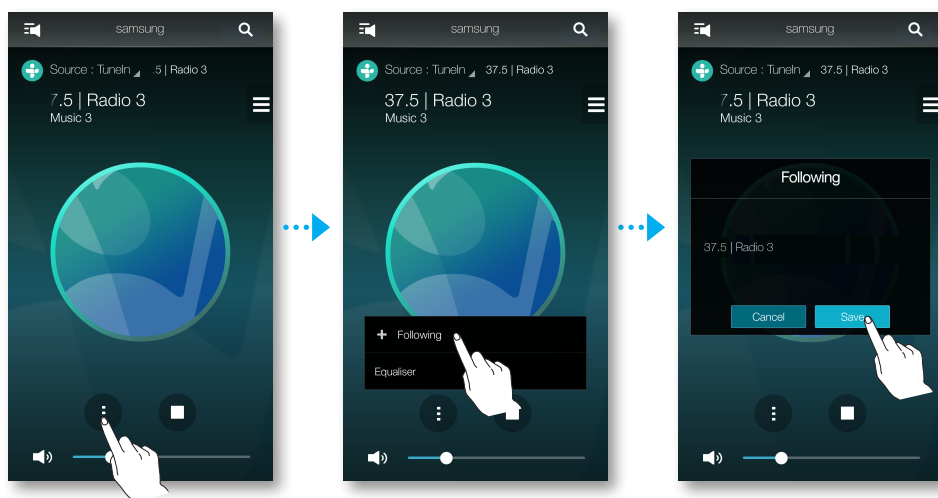 samsung
Source : TuneIn 5 | Radio 3
7.5 | Radio 3
Music 3
samsung
Source : TuneIn 37.5 | Radio 3
37.5 | Radio 3
Music 3
+ Following
Equaliser
samsung
Source : TuneIn 37.5 | Radio 3
7.5 | Radio 3
Music 3
Following
37.5 | Radio 3
Cancel Save